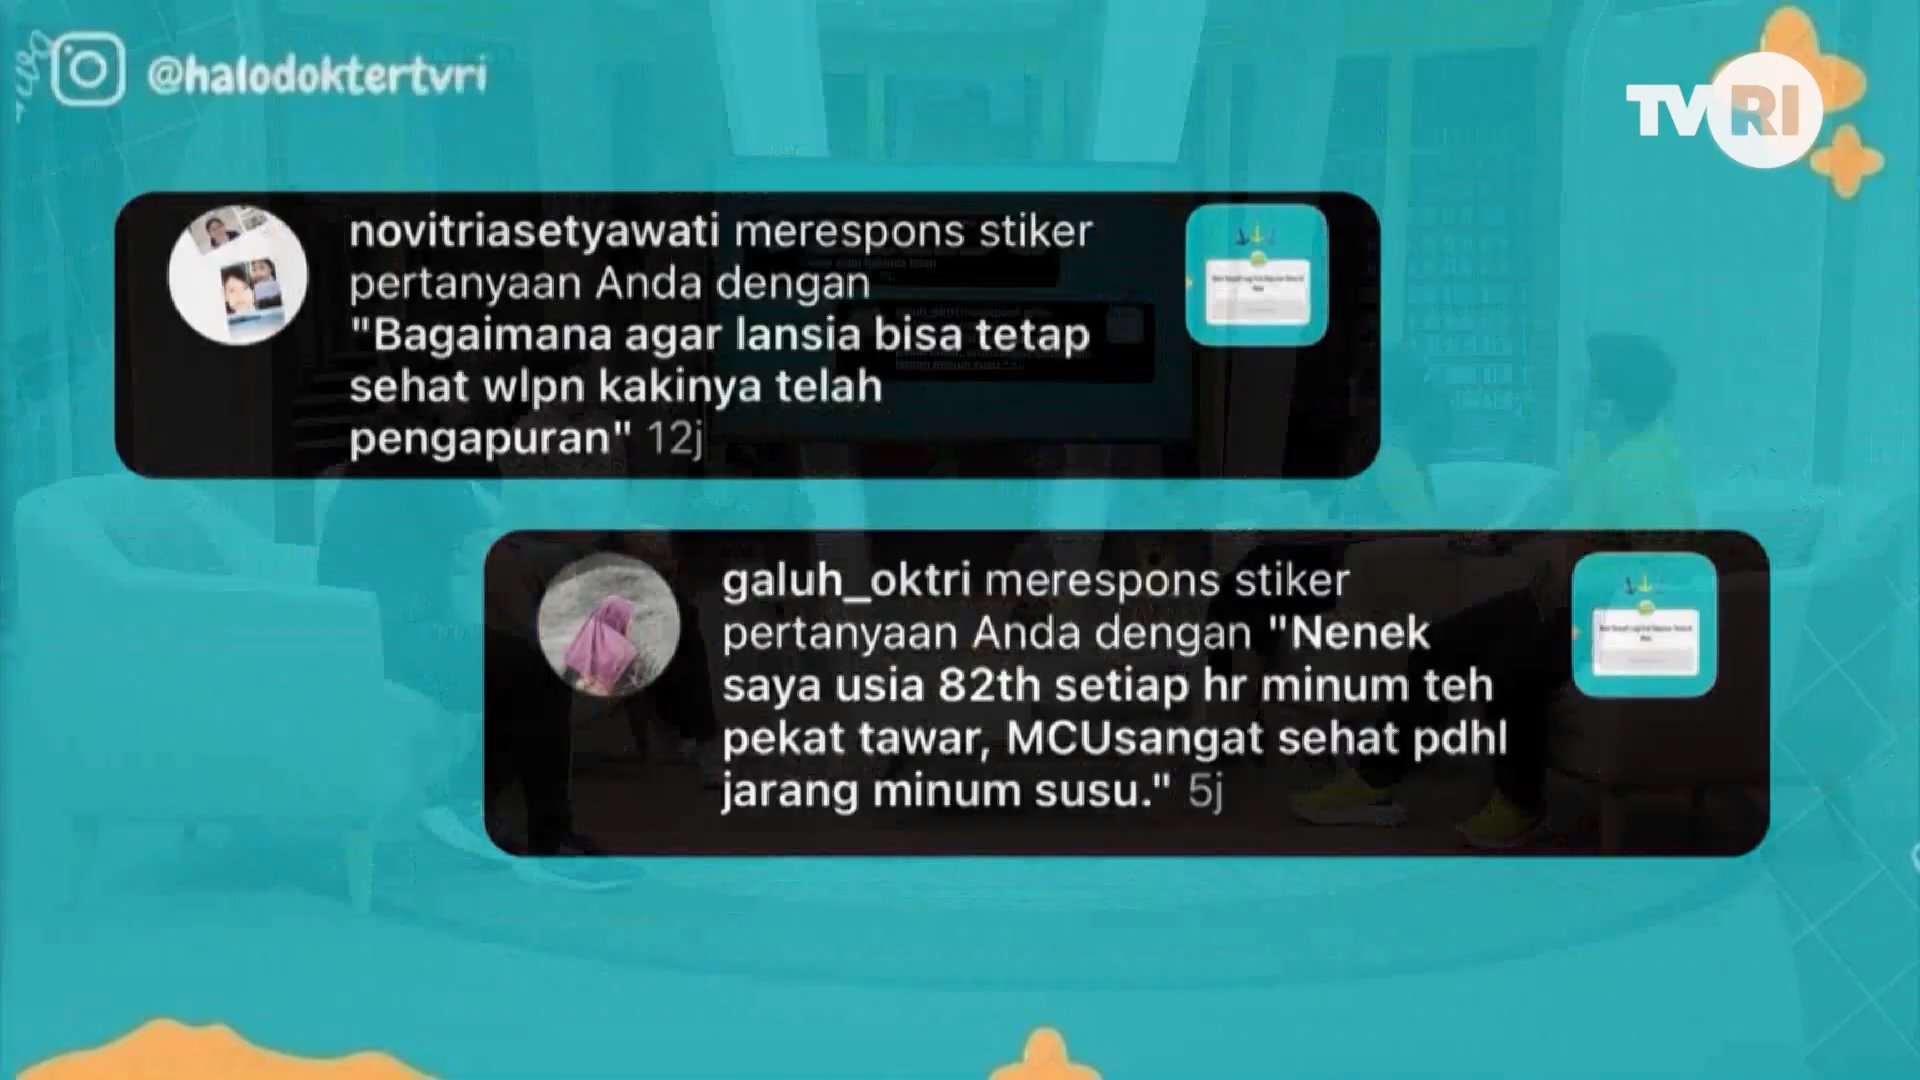 @halodoktertvri
TVRI
novitriasetyawati merespons stiker
pertanyaan Anda dengan
"Bagaimana agar lansia bisa tetap
sehat wlpn kakinya telah
pengapuran" 12j
galuh_oktri merespons stiker
pertanyaan Anda dengan "Nenek
saya usia 82th setiap hr minum teh
pekat tawar, MCUsangat sehat pdhl
jarang minum susu." 5j